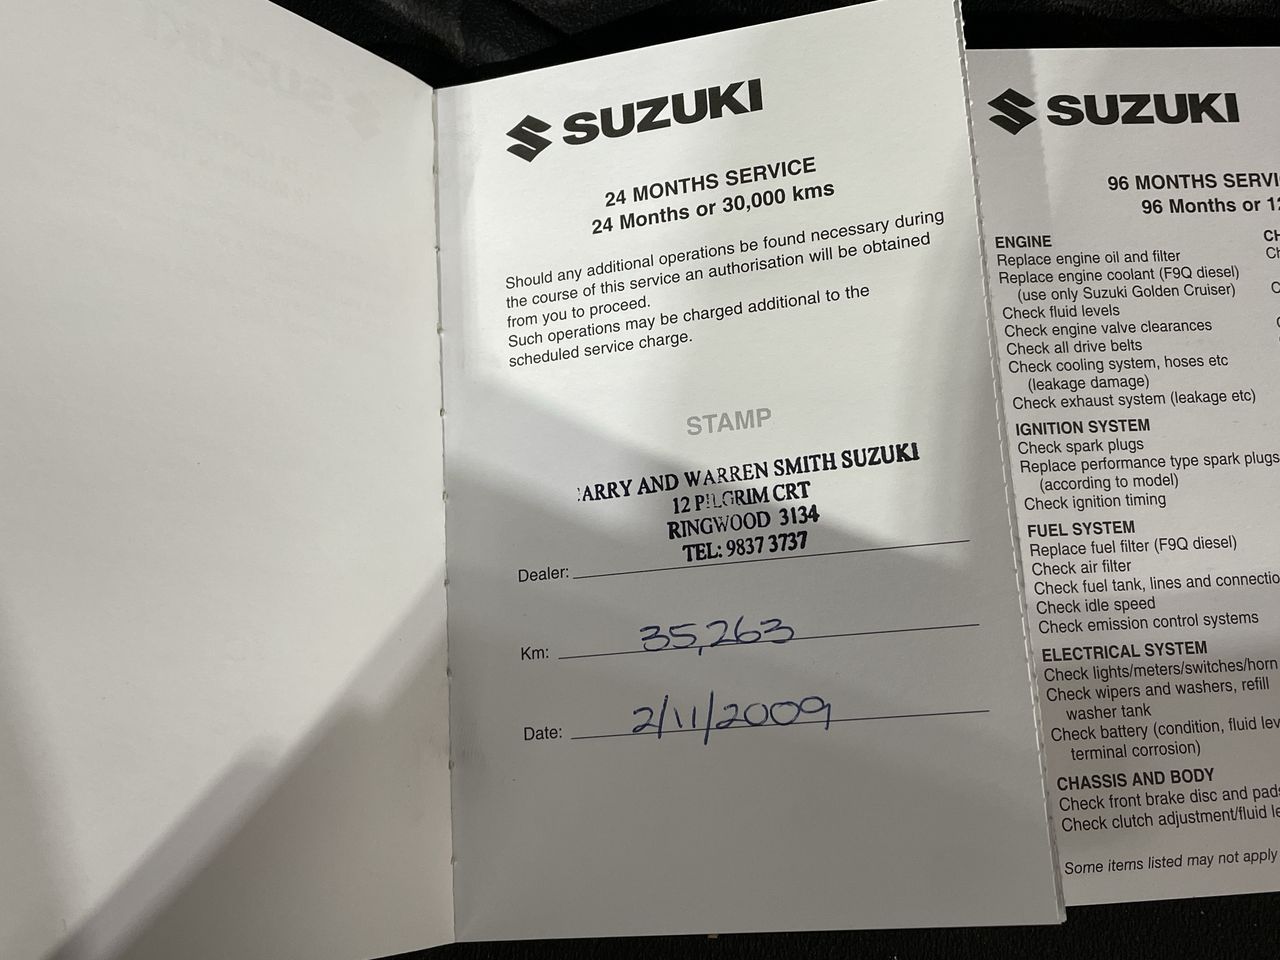 SUZUKI
24 MONTHS SERVICE
24 Months or 30,000 kms
Should any additional operations be found necessary during
the course of this service an authorisation will be obtained
from you to proceed.
Such operations may be charged additional to the
scheduled service charge.
STAMP
ARRY AND WARREN SMITH SUZUKI
12 PILGRIM CRT
RINGWOOD 3134
TEL: 9837 3737
Dealer:
Km: 35,263
Date: 2/11/2009
SUZUKI
96 MONTHS SERVI
96 Months or 12
ENGINE
Replace engine oil and filter
Replace engine coolant (F9Q diesel)
(use only Suzuki Golden Cruiser)
Check fluid levels
Check engine valve clearances
Check all drive belts
Check cooling system, hoses etc
(leakage damage)
Check exhaust system (leakage etc)
IGNITION SYSTEM
Check spark plugs
Replace performance type spark plugs
(according to model)
Check ignition timing
FUEL SYSTEM
Replace fuel filter (F9Q diesel)
Check air filter
Check fuel tank, lines and connectio
Check idle speed
Check emission control systems
ELECTRICAL SYSTEM
Check lights/meters/switches/horn
Check wipers and washers, refill
washer tank
Check battery (condition, fluid lev
terminal corrosion)
CHASSIS AND BODY
Check front brake disc and pads
Check clutch adjustment/fluid le
Some items listed may not apply
CH
Ch